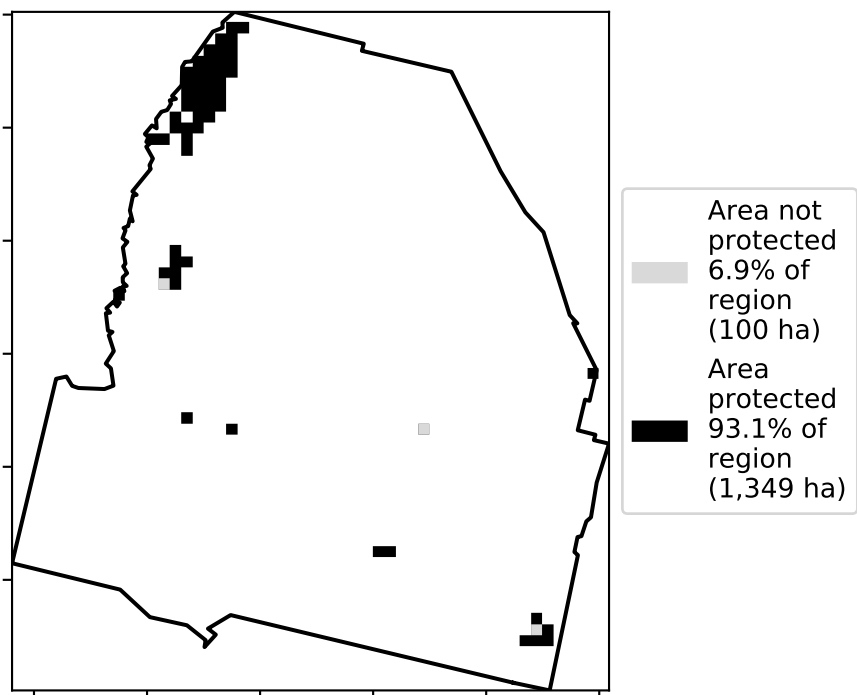 Area not
protected
6.9% of
region
(100 ha)
Area
protected
93.1% of
region
(1,349 ha)